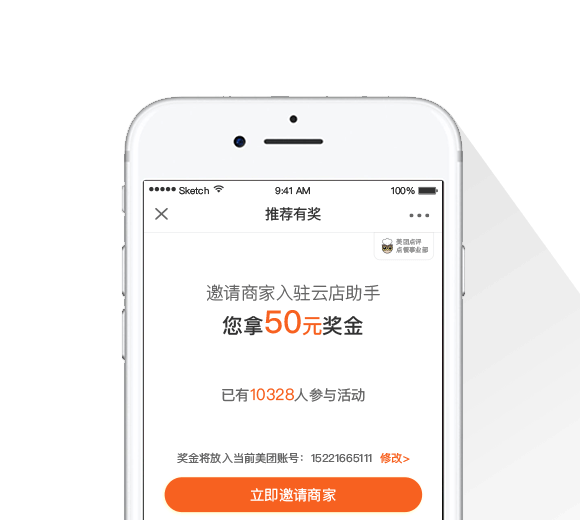 Sketch 9:41 AM 100%
推荐有奖
美团点评
点餐事业部
邀请商家入驻云店助手
您拿50元奖金
已有10328人参与活动
奖金将放入当前美团账号：15221665111 修改>
立即邀请商家